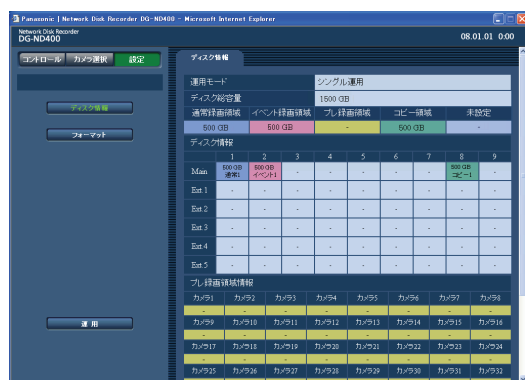 Panasonic | Network Disk Recorder DG-ND400 - Microsoft Internet Explorer
Network Disk Recorder
DG-ND400
08.01.01 0:00
コントロール カメラ選択 設定
ディスク情報
ディスク情報
フォーマット
運用
運用モード シングル運用
ディスク総容量 1500 GB
通常録画領域 イベント録画領域 プレ録画領域 コピー領域 未設定
500 GB 500 GB - 500 GB -
ディスク情報
1 2 3 4 5 6 7 8 9
Main 500 GB 通常1 500 GB イベント1 - - - - - 500 GB コピー1 -
Ext.1 - - - - - - - - -
Ext.2 - - - - - - - - -
Ext.3 - - - - - - - - -
Ext.4 - - - - - - - - -
Ext.5 - - - - - - - - -
プレ録画領域情報
カメラ1 カメラ2 カメラ3 カメラ4 カメラ5 カメラ6 カメラ7 カメラ8
- - - - - - - -
カメラ9 カメラ10 カメラ11 カメラ12 カメラ13 カメラ14 カメラ15 カメラ16
- - - - - - - -
カメラ17 カメラ18 カメラ19 カメラ20 カメラ21 カメラ22 カメラ23 カメラ24
- - - - - - - -
カメラ25 カメラ26 カメラ27 カメラ28 カメラ29 カメラ30 カメラ31 カメラ32